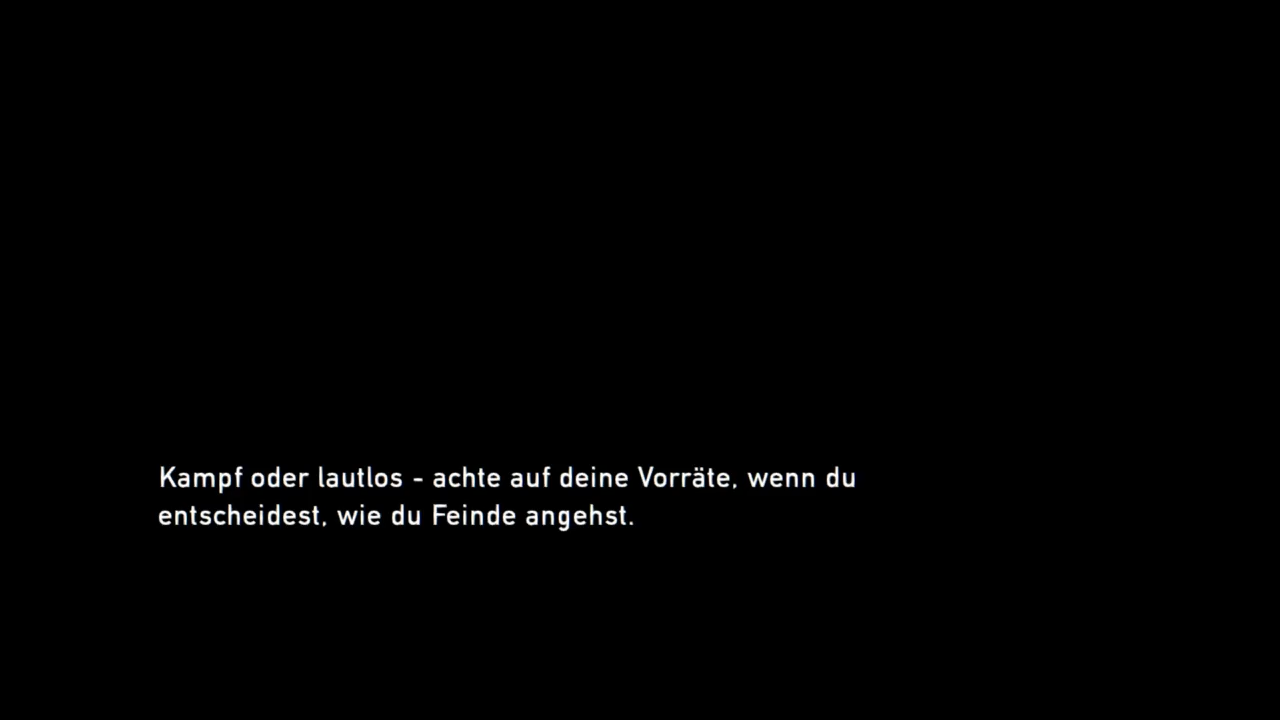 Kampf oder lautlos - achte auf deine Vorräte, wenn du
entscheidest, wie du Feinde angehst.